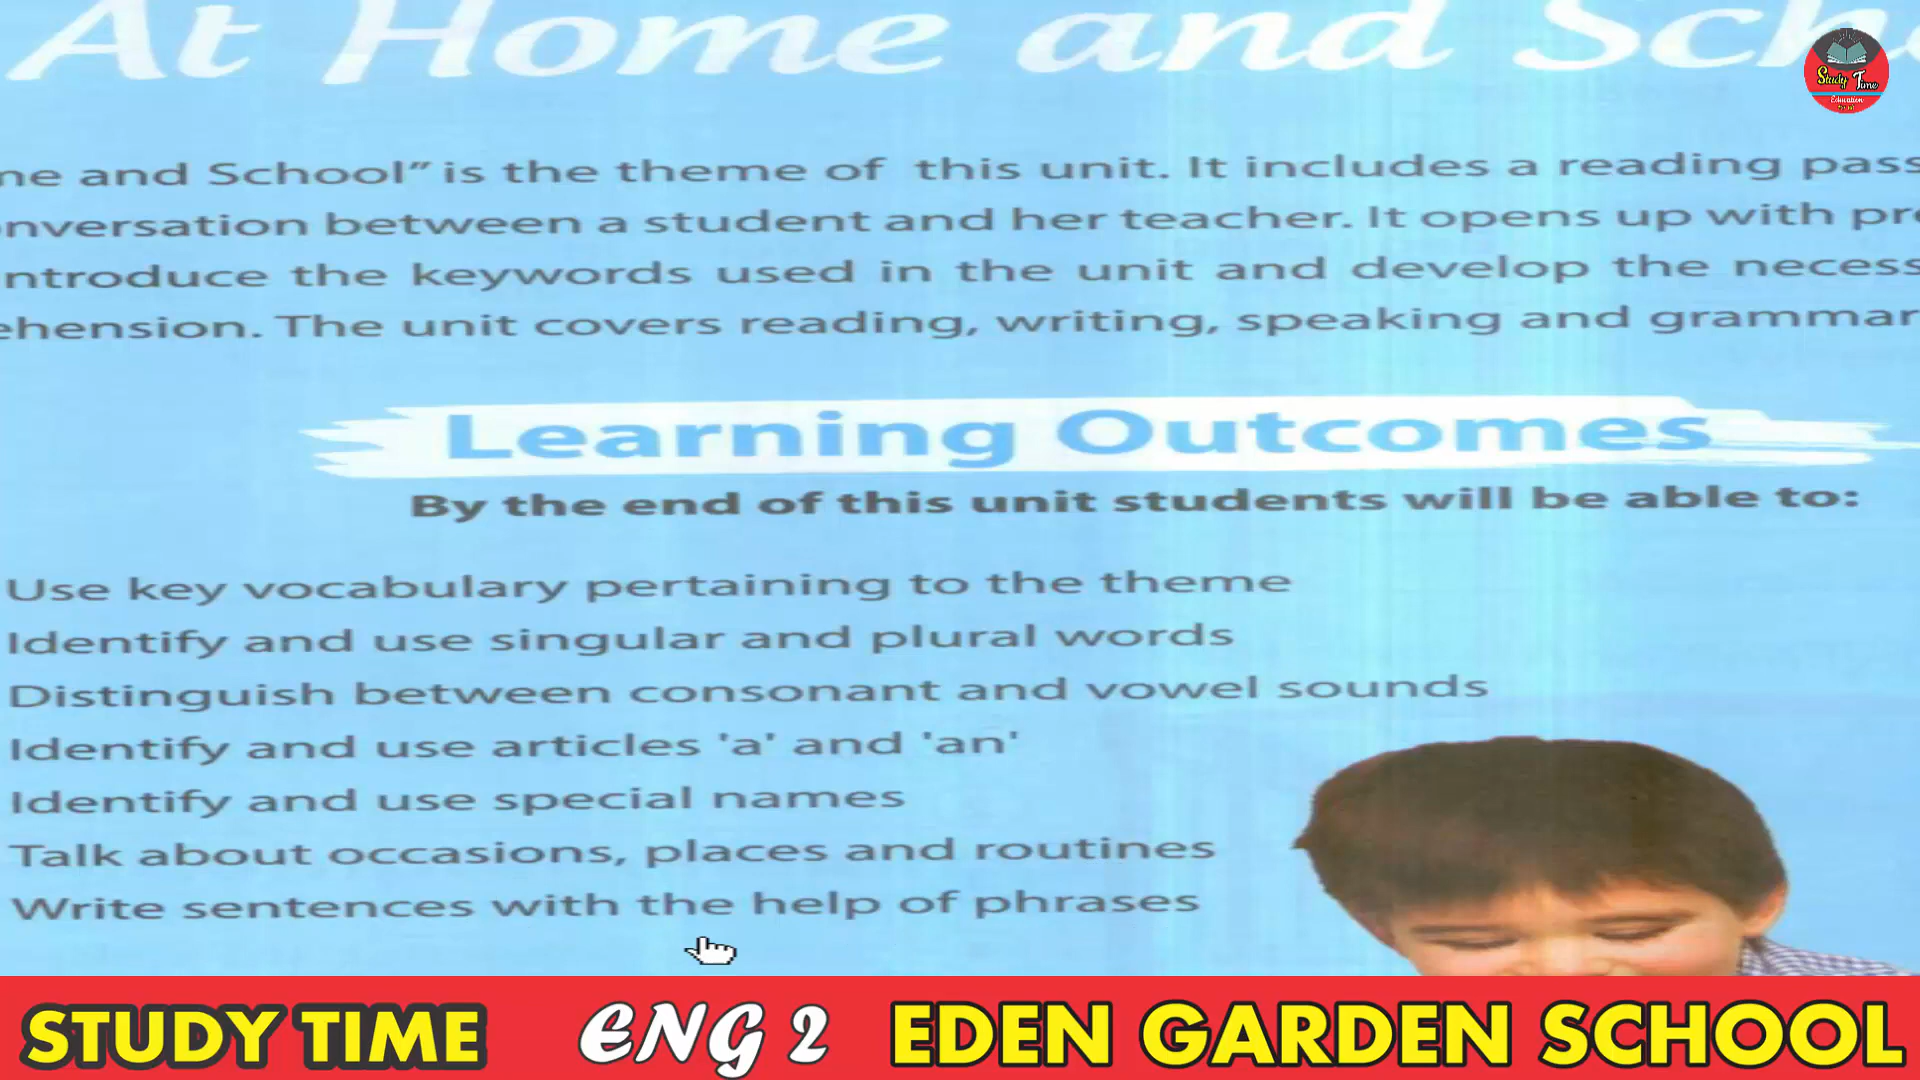 At Home and Scho
Study Time
Education
ne and School" is the theme of this unit. It includes a reading pass
onversation between a student and her teacher. It opens up with pre
ntroduce the keywords used in the unit and develop the necess
ehension. The unit covers reading, writing, speaking and grammar
Learning Outcomes
By the end of this unit students will be able to:
Use key vocabulary pertaining to the theme
Identify and use singular and plural words
Distinguish between consonant and vowel sounds
Identify and use articles 'a' and 'an'
Identify and use special names
Talk about occasions, places and routines
Write sentences with the help of phrases
STUDY TIME ENG 2 EDEN GARDEN SCHOOL